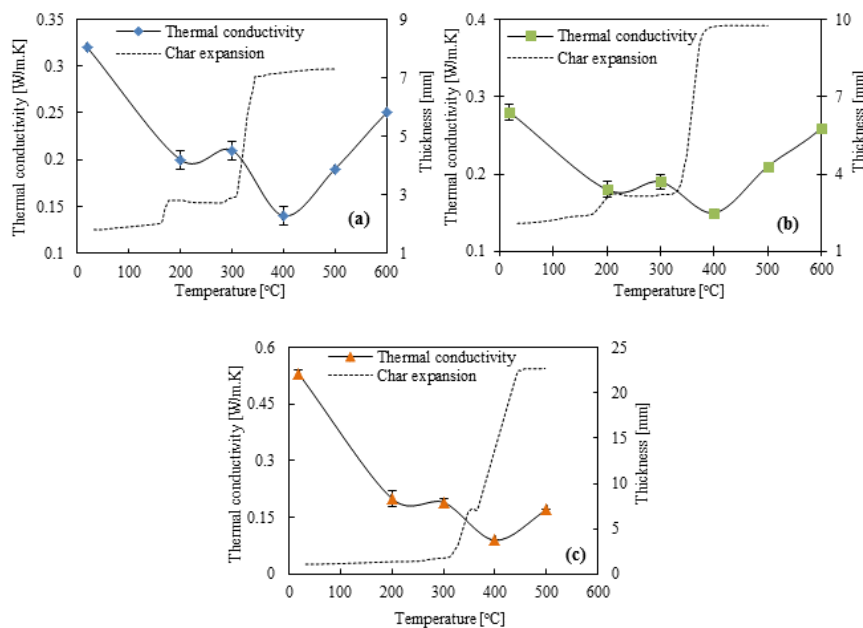 0.35
0.3
0.25
0.2
0.15
0.1
Thermal conductivity [W/m.K]
Thermal conductivity
Char expansion
9
7
5
3
1
Thickness [mm]
(a)
0 100 200 300 400 500 600
Temperature [°C]
0.4
0.3
0.2
0.1
Thermal conductivity [W/m.K]
Thermal conductivity
Char expansion
10
7
4
1
Thickness [mm]
(b)
0 100 200 300 400 500 600
Temperature [°C]
0.6
0.45
0.3
0.15
0
Thermal conductivity [W/m.K]
Thermal conductivity
Char expansion
25
20
15
10
5
0
Thickness [mm]
(c)
0 100 200 300 400 500 600
Temperature [°C]